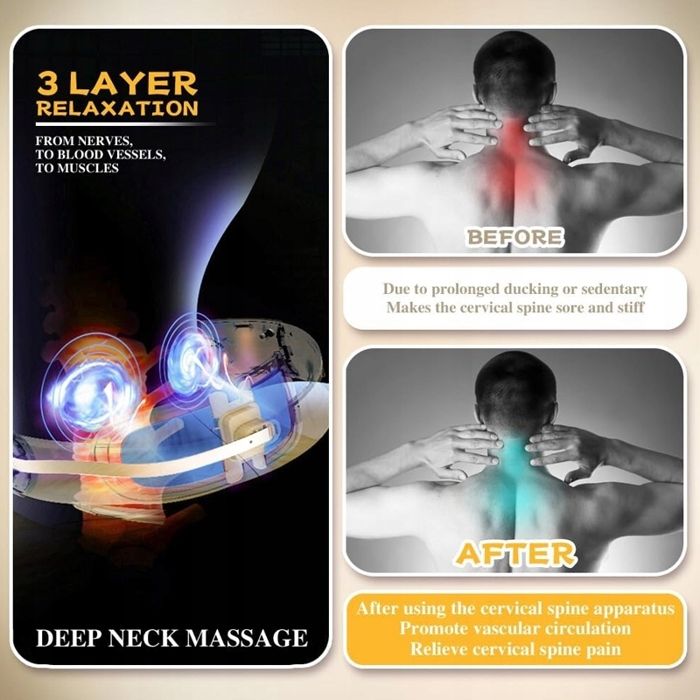 3 LAYER
RELAXATION
FROM NERVES,
TO BLOOD VESSELS,
TO MUSCLES
DEEP NECK MASSAGE
BEFORE
Due to prolonged ducking or sedentary
Makes the cervical spine sore and stiff
AFTER
After using the cervical spine apparatus
Promote vascular circulation
Relieve cervical spine pain